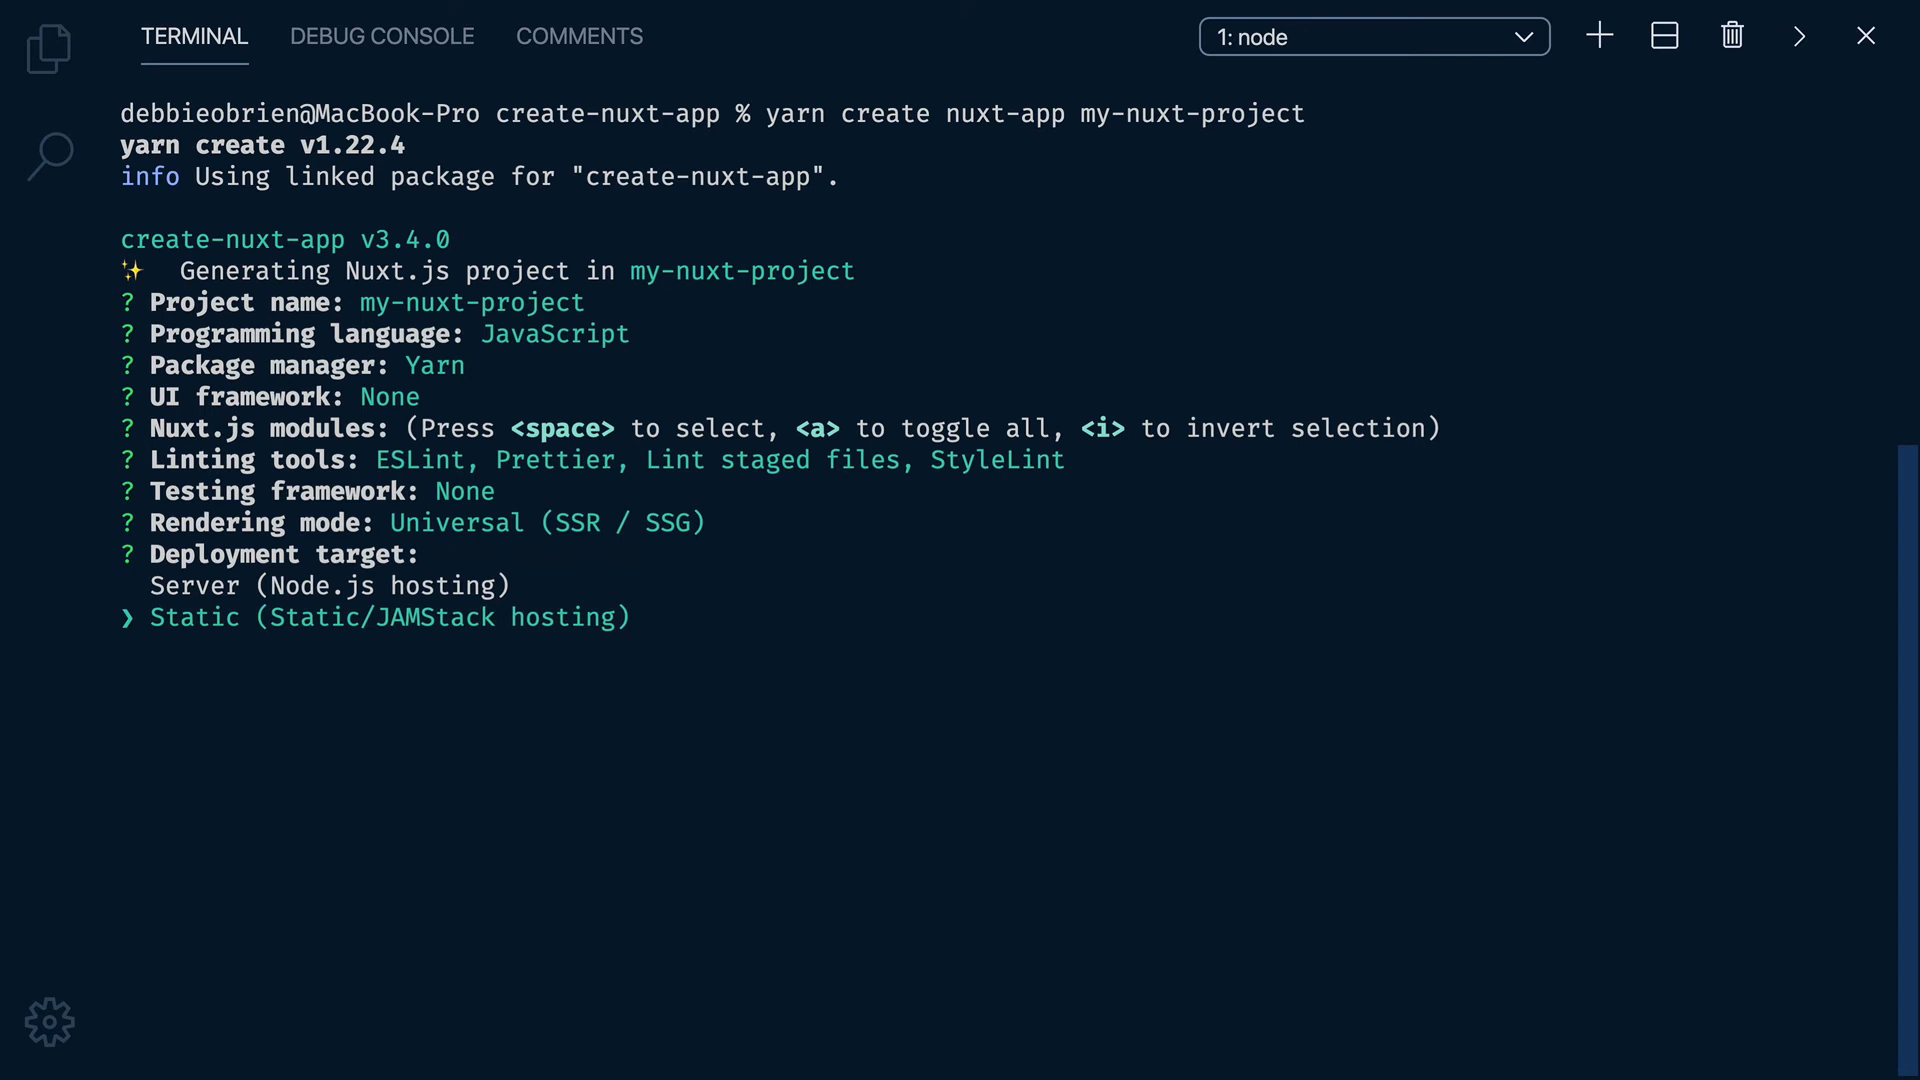 TERMINAL DEBUG CONSOLE COMMENTS 1: node
debbieobrien@MacBook-Pro create-nuxt-app % yarn create nuxt-app my-nuxt-project
yarn create v1.22.4
info Using linked package for "create-nuxt-app".
create-nuxt-app v3.4.0
✨ Generating Nuxt.js project in my-nuxt-project
? Project name: my-nuxt-project
? Programming language: JavaScript
? Package manager: Yarn
? UI framework: None
? Nuxt.js modules: (Press <space> to select, <a> to toggle all, <i> to invert selection)
? Linting tools: ESLint, Prettier, Lint staged files, StyleLint
? Testing framework: None
? Rendering mode: Universal (SSR / SSG)
? Deployment target:
Server (Node.js hosting)
❯ Static (Static/JAMStack hosting)